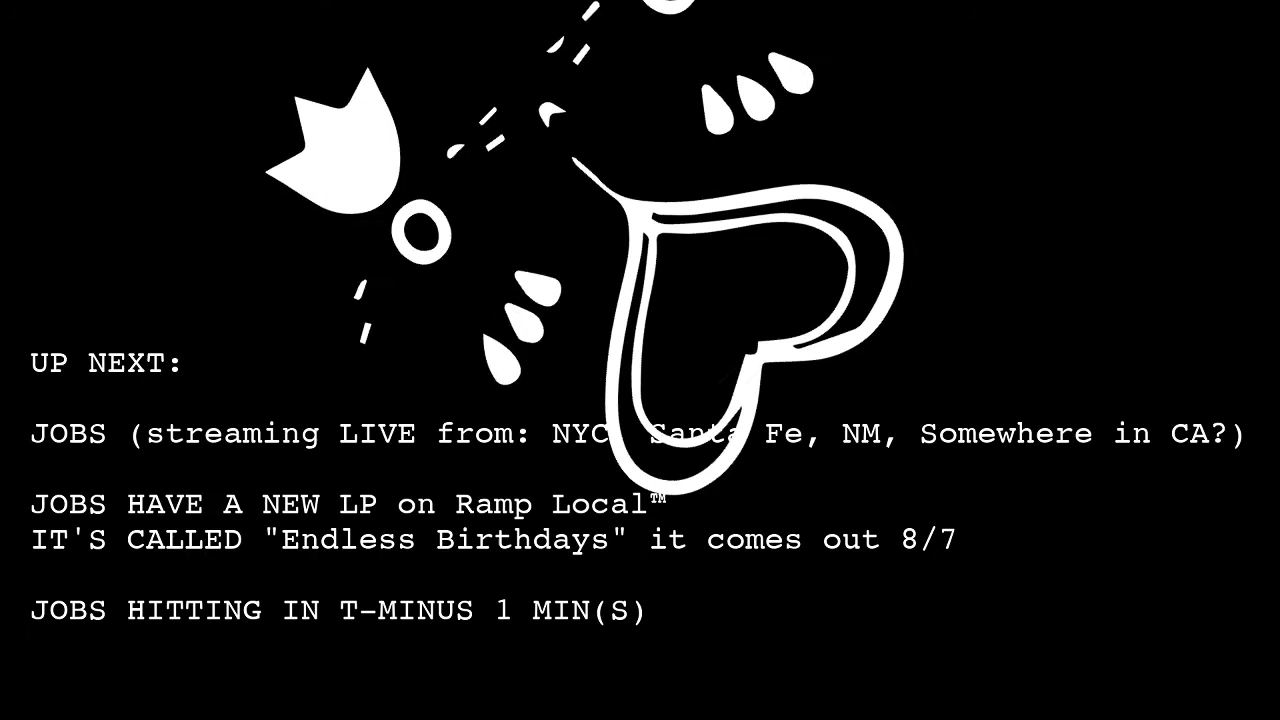 UP NEXT:
JOBS (streaming LIVE from: NYC, Santa Fe, NM, Somewhere in CA?)
JOBS HAVE A NEW LP on Ramp Local™
IT'S CALLED "Endless Birthdays" it comes out 8/7
JOBS HITTING IN T-MINUS 1 MIN(S)